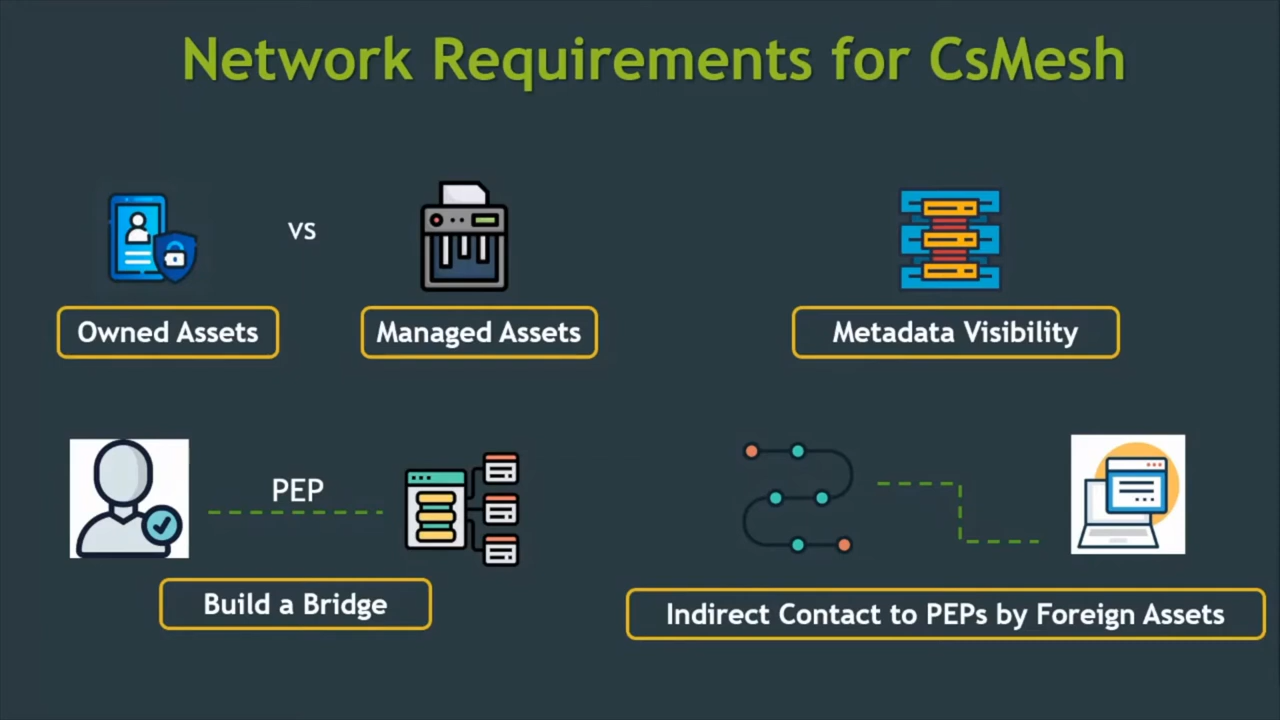 Network Requirements for CsMesh
vs
Owned Assets
Managed Assets
Metadada Visibility
PEP
Build a Bridge
Indirect Contact to PEPs by Foreign Assets